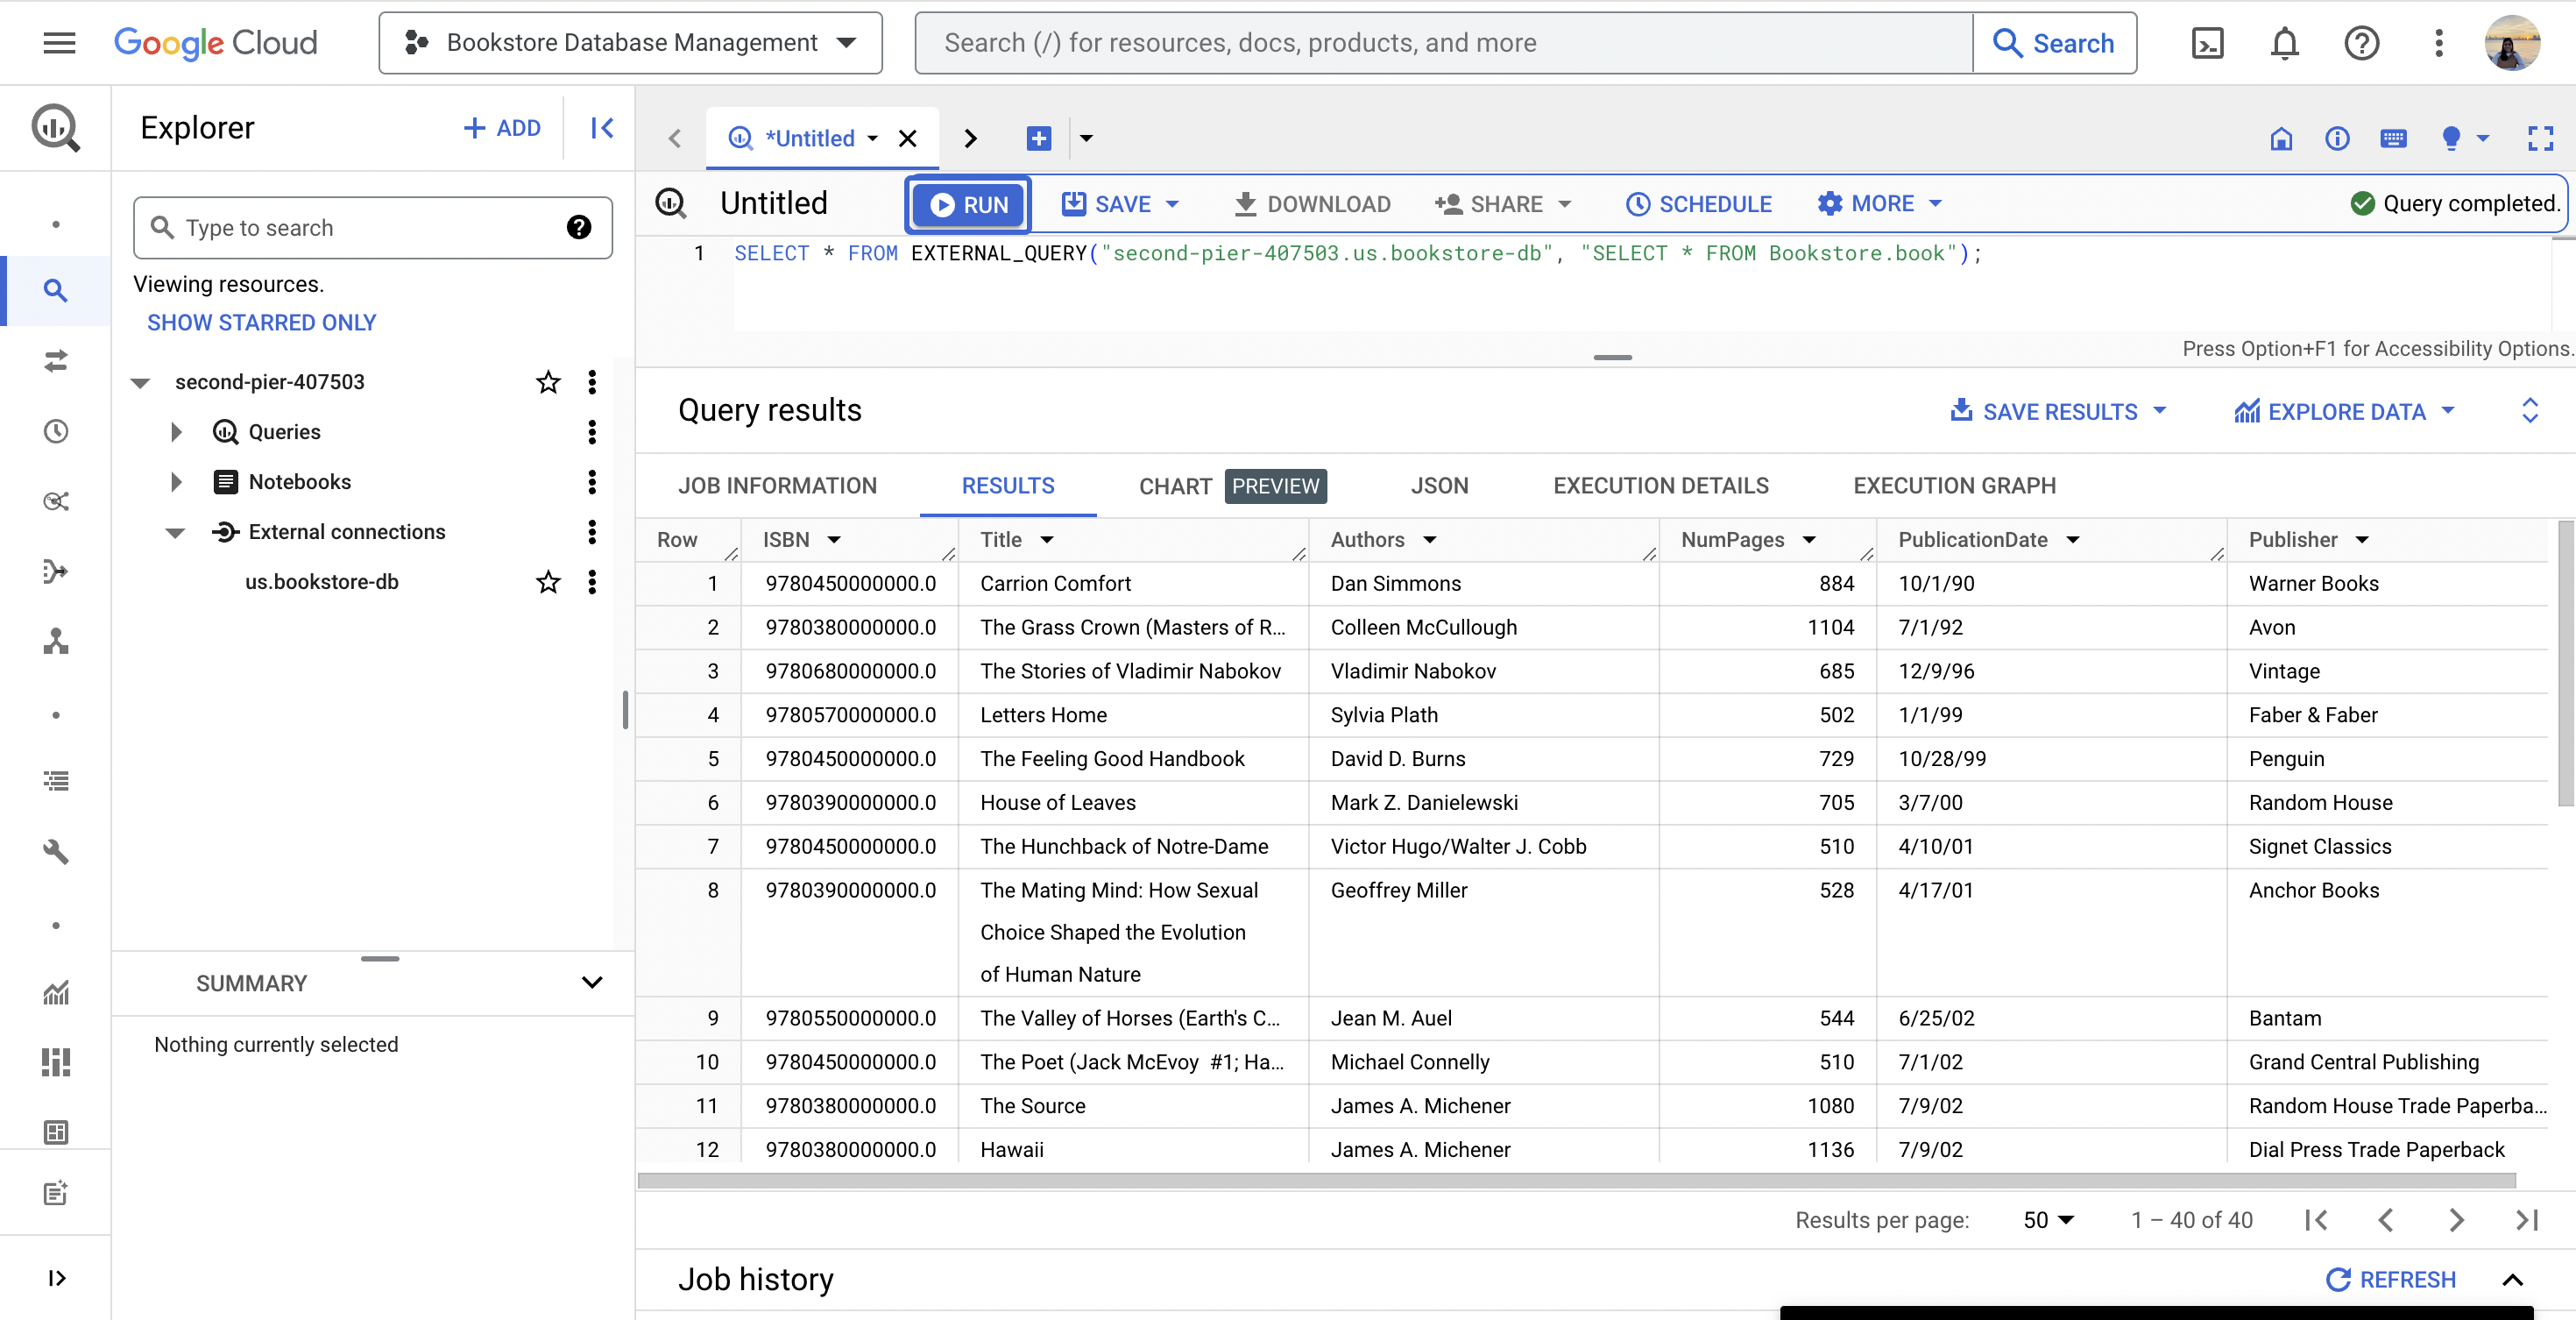 Google Cloud
Bookstore Database Management
Search (/) for resources, docs, products, and more
Search
Explorer
+ ADD
*Untitled
Untitled
RUN
SAVE
DOWNLOAD
SHARE
SCHEDULE
MORE
Query completed.
Type to search
Viewing resources.
SHOW STARRED ONLY
second-pier-407503
Queries
Notebooks
External connections
us.bookstore-db
SUMMARY
Nothing currently selected
1 SELECT * FROM EXTERNAL_QUERY("second-pier-407503.us.bookstore-db", "SELECT * FROM Bookstore.book");
Press Option+F1 for Accessibility Options.
Query results
SAVE RESULTS
EXPLORE DATA
JOB INFORMATION RESULTS CHART PREVIEW JSON EXECUTION DETAILS EXECUTION GRAPH
Row ISBN Title Authors NumPages PublicationDate Publisher
1 9780450000000.0 Carrion Comfort Dan Simmons 884 10/1/90 Warner Books
2 9780380000000.0 The Grass Crown (Masters of R... Colleen McCullough 1104 7/1/92 Avon
3 9780680000000.0 The Stories of Vladimir Nabokov Vladimir Nabokov 685 12/9/96 Vintage
4 9780570000000.0 Letters Home Sylvia Plath 502 1/1/99 Faber & Faber
5 9780450000000.0 The Feeling Good Handbook David D. Burns 729 10/28/99 Penguin
6 9780390000000.0 House of Leaves Mark Z. Danielewski 705 3/7/00 Random House
7 9780450000000.0 The Hunchback of Notre-Dame Victor Hugo/Walter J. Cobb 510 4/10/01 Signet Classics
8 9780390000000.0 The Mating Mind: How Sexual Geoffrey Miller 528 4/17/01 Anchor Books
Choice Shaped the Evolution
of Human Nature
9 9780550000000.0 The Valley of Horses (Earth's C... Jean M. Auel 544 6/25/02 Bantam
10 9780450000000.0 The Poet (Jack McEvoy #1; Ha... Michael Connelly 510 7/1/02 Grand Central Publishing
11 9780380000000.0 The Source James A. Michener 1080 7/9/02 Random House Trade Paperba...
12 9780380000000.0 Hawaii James A. Michener 1136 7/9/02 Dial Press Trade Paperback
Results per page: 50 1 – 40 of 40
Job history
REFRESH